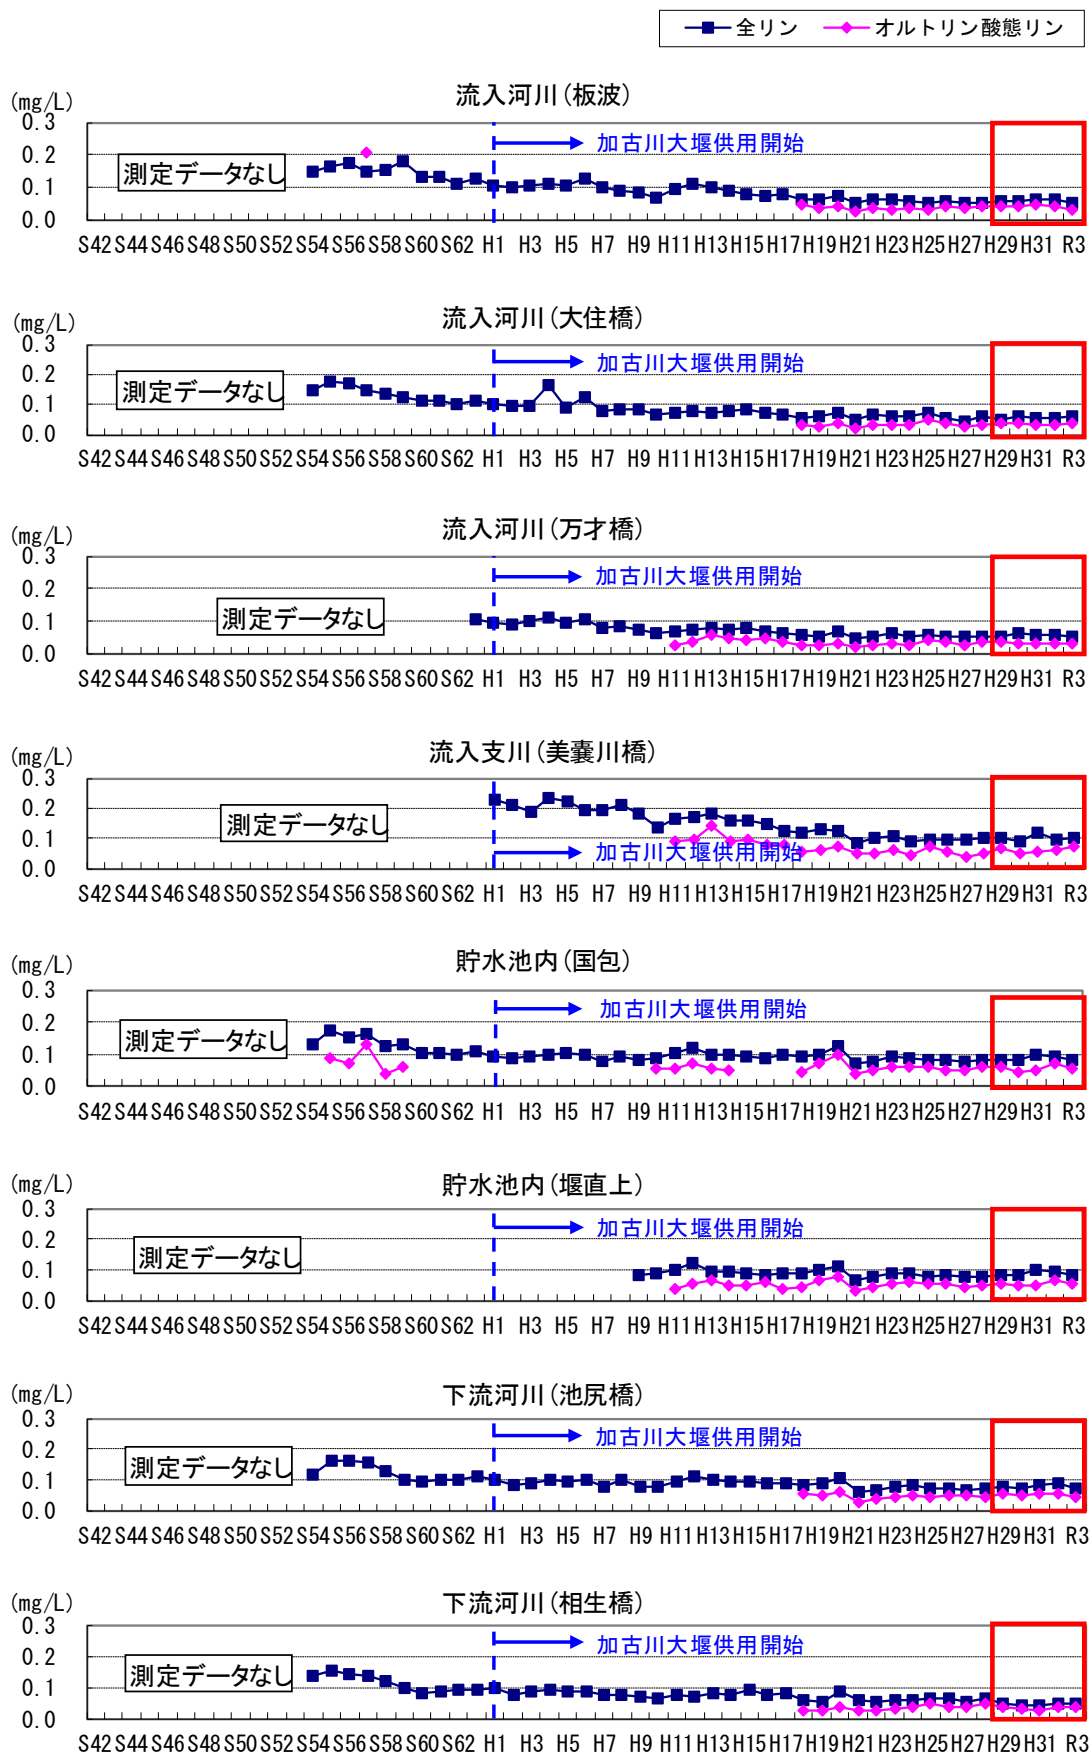 全リン オルトリン酸態リン
流入河川(板波)
(mg/L)
0.3
加古川大堰供用開始
0.2
測定データなし
0.1
0.0
S42 S44 S46 S48 S50 S52 S54 S56 S58 S60 S62 H1 H3 H5 H7 H9 H11 H13 H15 H17 H19 H21 H23 H25 H27 H29 H31 R3
流入河川(大住橋)
(mg/L)
0.3
加古川大堰供用開始
0.2
測定データなし
0.1
0.0
S42 S44 S46 S48 S50 S52 S54 S56 S58 S60 S62 H1 H3 H5 H7 H9 H11 H13 H15 H17 H19 H21 H23 H25 H27 H29 H31 R3
流入河川(万才橋)
(mg/L)
0.3
加古川大堰供用開始
0.2
測定データなし
0.1
0.0
S42 S44 S46 S48 S50 S52 S54 S56 S58 S60 S62 H1 H3 H5 H7 H9 H11 H13 H15 H17 H19 H21 H23 H25 H27 H29 H31 R3
流入支川(美嚢川橋)
(mg/L)
0.3
0.2
測定データなし
0.1
加古川大堰供用開始
0.0
S42 S44 S46 S48 S50 S52 S54 S56 S58 S60 S62 H1 H3 H5 H7 H9 H11 H13 H15 H17 H19 H21 H23 H25 H27 H29 H31 R3
貯水池内(国包)
(mg/L)
0.3
加古川大堰供用開始
0.2
測定データなし
0.1
0.0
S42 S44 S46 S48 S50 S52 S54 S56 S58 S60 S62 H1 H3 H5 H7 H9 H11 H13 H15 H17 H19 H21 H23 H25 H27 H29 H31 R3
貯水池内(堰直上)
(mg/L)
0.3
加古川大堰供用開始
0.2
測定データなし
0.1
0.0
S42 S44 S46 S48 S50 S52 S54 S56 S58 S60 S62 H1 H3 H5 H7 H9 H11 H13 H15 H17 H19 H21 H23 H25 H27 H29 H31 R3
下流河川(池尻橋)
(mg/L)
0.3
加古川大堰供用開始
0.2
測定データなし
0.1
0.0
S42 S44 S46 S48 S50 S52 S54 S56 S58 S60 S62 H1 H3 H5 H7 H9 H11 H13 H15 H17 H19 H21 H23 H25 H27 H29 H31 R3
下流河川(相生橋)
(mg/L)
0.3
加古川大堰供用開始
0.2
測定データなし
0.1
0.0
S42 S44 S46 S48 S50 S52 S54 S56 S58 S60 S62 H1 H3 H5 H7 H9 H11 H13 H15 H17 H19 H21 H23 H25 H27 H29 H31 R3